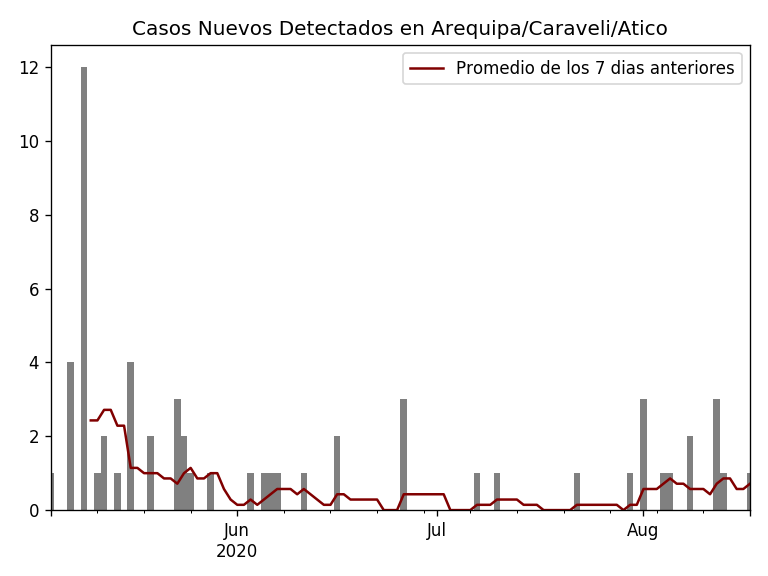 Casos Nuevos Detectados en Arequipa/Caraveli/Atico
Promedio de los 7 dias anteriores
12
10
8
6
4
2
0
Jun
2020
Jul
Aug